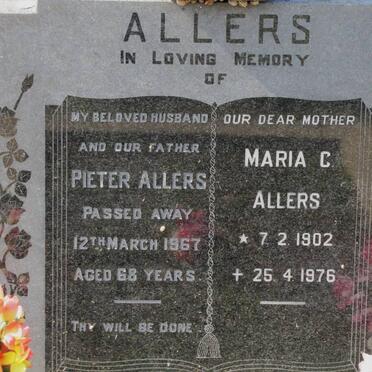 ALLERS
IN LOVING MEMORY
OF
MY BELOVED HUSBAND
AND OUR FATHER
PIETER ALLERS
PASSED AWAY
12TH MARCH 1967
AGED 68 YEARS
THY WILL BE DONE
OUR DEAR MOTHER
MARIA C
ALLERS
★ 7 2 1902
+ 25 4 1976